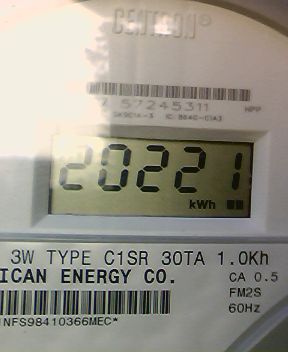 CENTRON®
57245311 HPP
20221
kWh
3W TYPE C1SR 30TA 1.0Kh
ICAN ENERGY CO. CA 0.5
FM2S
NFS98410366MEC* 60Hz